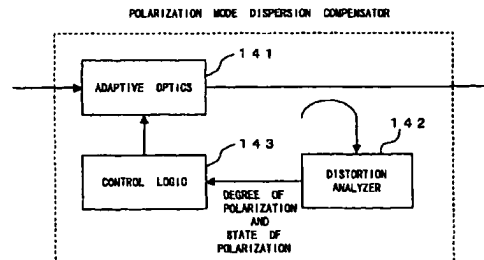 POLARIZATION MODE DISPERSION COMPENSATOR
141
ADAPTIVE OPTICS
142
143
CONTROL LOGIC
DISTORTION
ANALYZER
DEGREE OF
POLARIZATION
AND
STATE OF
POLARIZATION